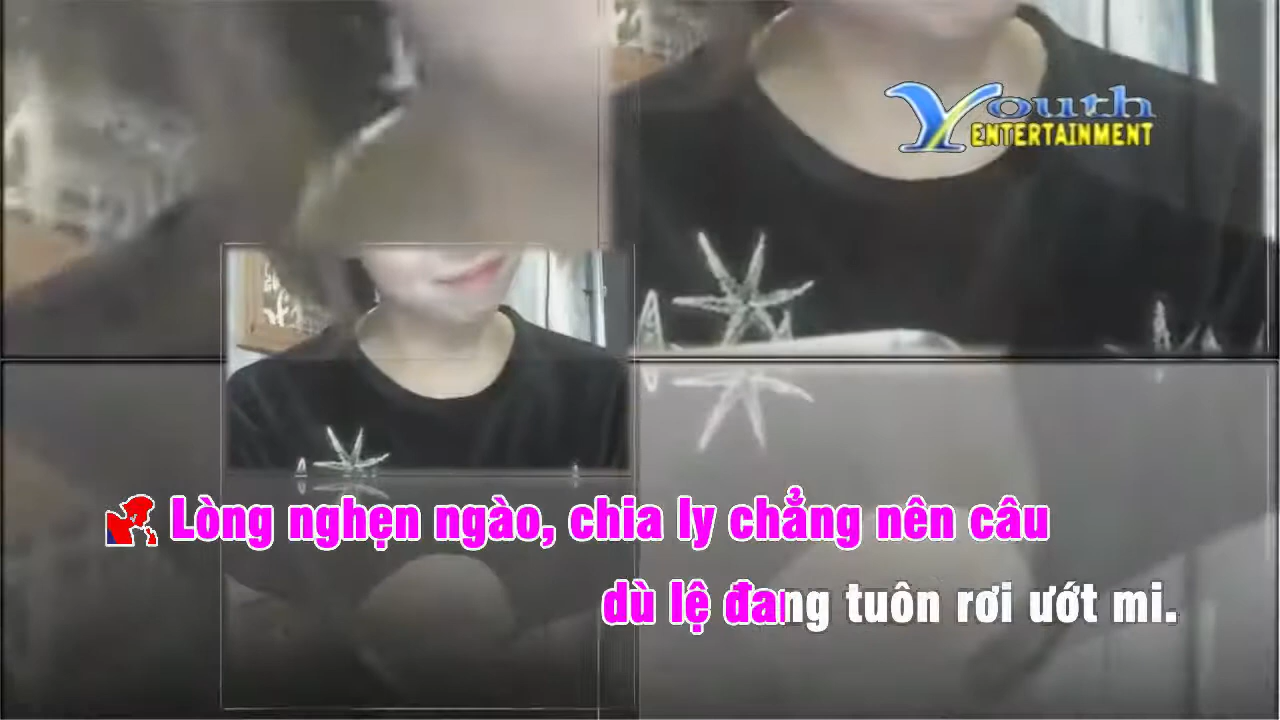 Youth
ENTERTAINMENT
Lòng nghẹn ngào, chia ly chẳng nên câu
dù lệ đang tuôn rơi ướt mi.